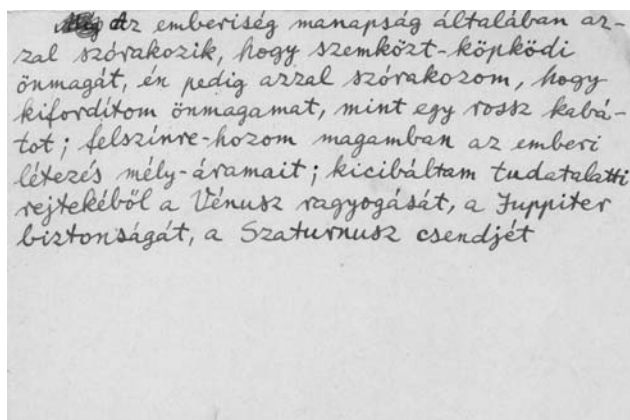 Az emberiség manapság általában az-
zal szórakozik, hogy szemközt-köpködi
önmagát, én pedig azzal szórakozom, hogy
kifordítom önmagamat, mint egy rossz kabá-
tot; felszínre-hozom magamban az emberi
létezés mély-áramait; kicibáltam tudatalatti
rejtekéből a Vénusz ragyogását, a Juppiter
biztonságát, a Szaturnusz csendjét